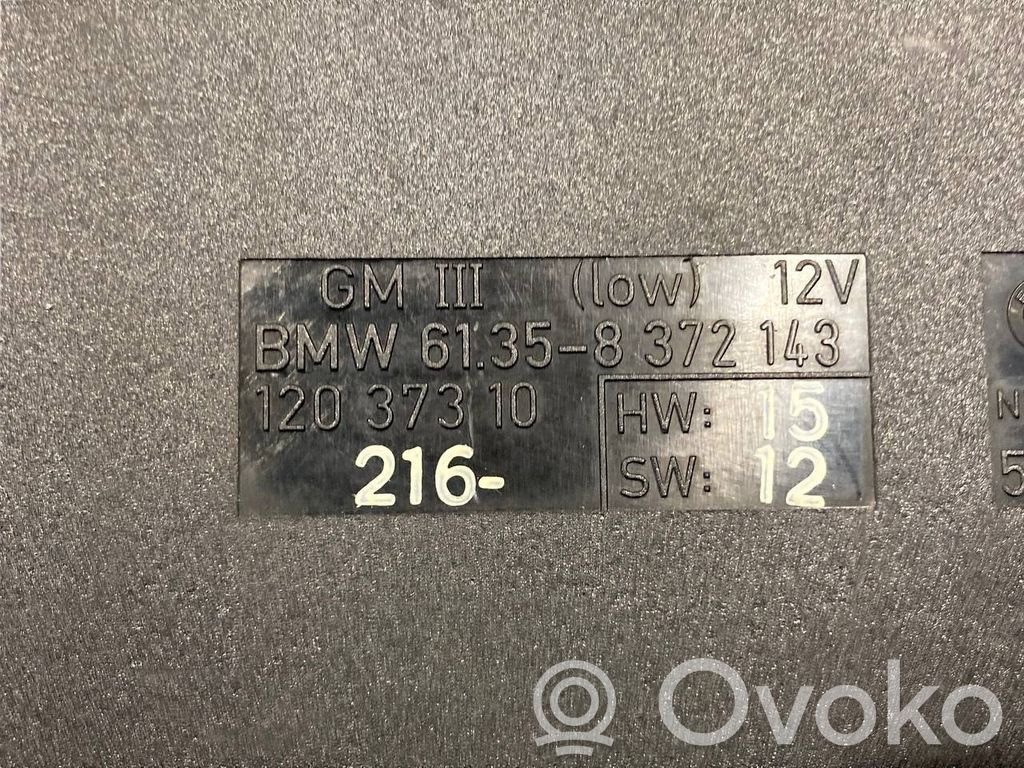 GM III (low) 12V
BMW 61.35-8 372 143
120 373 10
216-
HW: 15
SW: 12
N
5
Ovoko